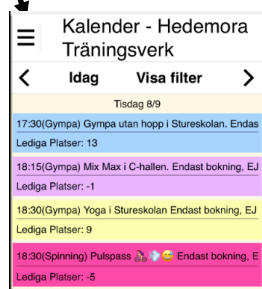 Kalender - Hedemora
Träningsverk
Idag Visa filter
Tisdag 8/9
17:30(Gympa) Gympa utan hopp i Stureskolan. Endas
Lediga Platser: 13
18:15(Gympa) Mix Max i C-hallen. Endast bokning, EJ
Lediga Platser: -1
18:30(Gympa) Yoga i Stureskolan Endast bokning, EJ
Lediga Platser: 9
18:30(Spinning) Pulspass 🚴💨😅 Endast bokning, E
Lediga Platser: -5